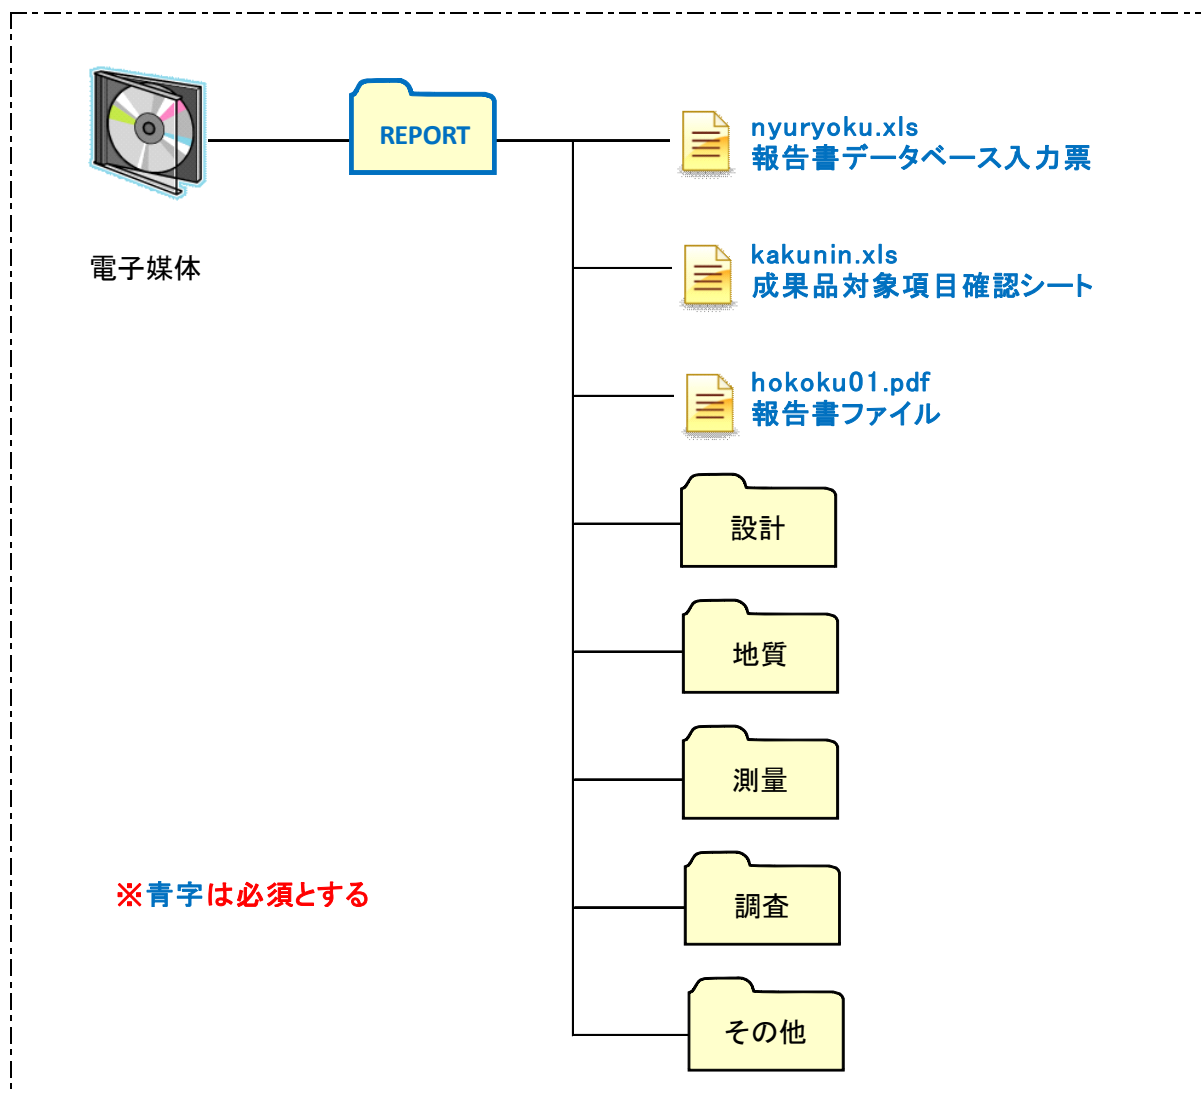 REPORT
nyuryoku.xls
報告書データベース入力票
電子媒体
kakunin.xls
成果品対象項目確認シート
hokoku01.pdf
報告書ファイル
設計
地質
測量
※青字は必須とする
調査
その他